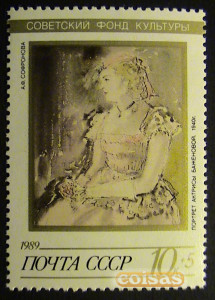 СОВЕТСКИЙ ФОНД КУЛЬТУРЫ
А.Ф. СОФРОНОВА
ПОРТРЕТ АКТРИСЫ БАЖЕНОВОЙ. 1940г.
1989
10+5
ПОЧТА СССР
coisas